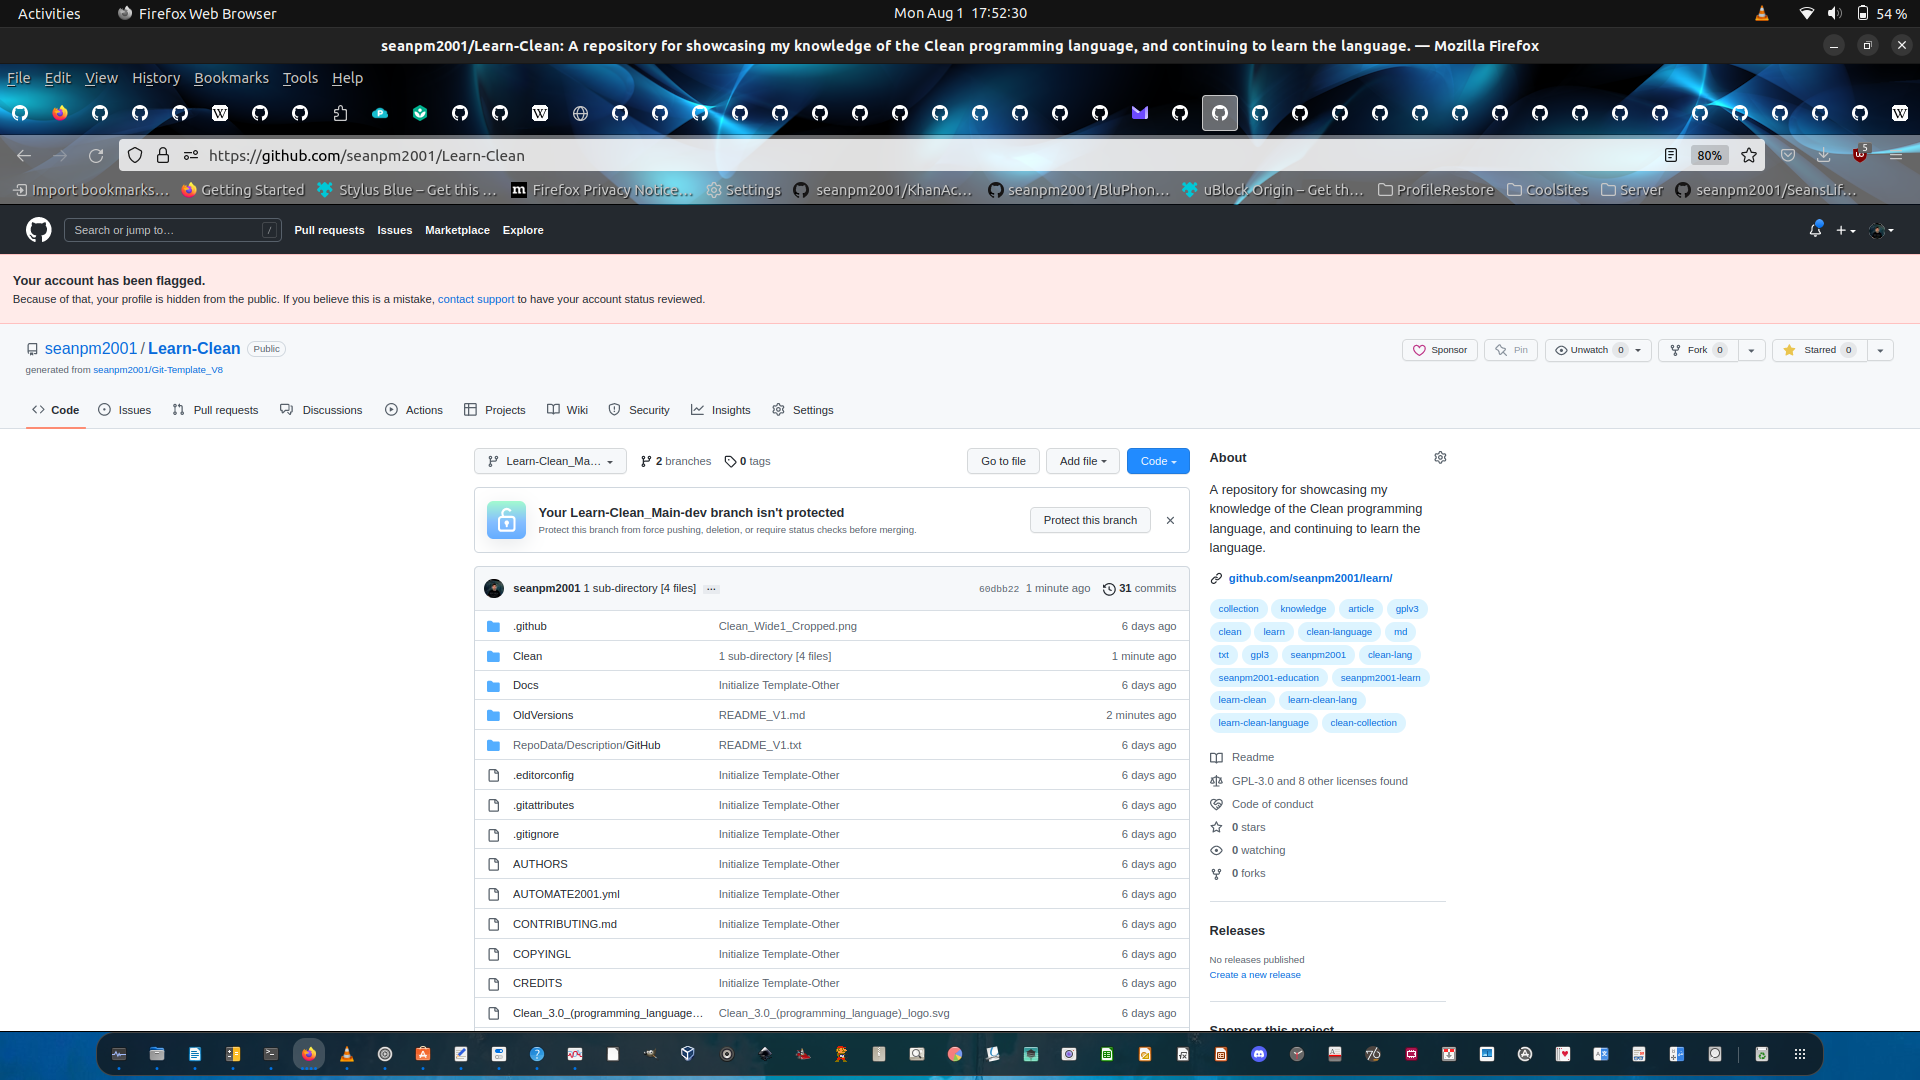 Activities
Firefox Web Browser
Mon Aug 1 17:52:30
54 %
seanpm2001/Learn-Clean: A repository for showcasing my knowledge of the Clean programming language, and continuing to learn the language. — Mozilla Firefox
File Edit View History Bookmarks Tools Help
https://github.com/seanpm2001/Learn-Clean
80%
5
Import bookmarks… Getting Started Stylus Blue – Get this … Firefox Privacy Notice… Settings seanpm2001/KhanAc… seanpm2001/BluPhon… uBlock Origin – Get th… ProfileRestore CoolSites Server seanpm2001/SeansLif…
Search or jump to… /
Pull requests Issues Marketplace Explore
Your account has been flagged.
Because of that, your profile is hidden from the public. If you believe this is a mistake, contact support to have your account status reviewed.
seanpm2001 / Learn-Clean Public
generated from seanpm2001/Git-Template_V8
Sponsor Pin Unwatch 0 Fork 0 Starred 0
Code Issues Pull requests Discussions Actions Projects Wiki Security Insights Settings
Learn-Clean_Ma… 2 branches 0 tags
Go to file Add file Code
Your Learn-Clean_Main-dev branch isn't protected
Protect this branch from force pushing, deletion, or require status checks before merging.
Protect this branch
seanpm2001 1 sub-directory [4 files] … 60dbb22 1 minute ago 31 commits
.github Clean_Wide1_Cropped.png 6 days ago
Clean 1 sub-directory [4 files] 1 minute ago
Docs Initialize Template-Other 6 days ago
OldVersions README_V1.md 2 minutes ago
RepoData/Description/GitHub README_V1.txt 6 days ago
.editorconfig Initialize Template-Other 6 days ago
.gitattributes Initialize Template-Other 6 days ago
.gitignore Initialize Template-Other 6 days ago
AUTHORS Initialize Template-Other 6 days ago
AUTOMATE2001.yml Initialize Template-Other 6 days ago
CONTRIBUTING.md Initialize Template-Other 6 days ago
COPYINGL Initialize Template-Other 6 days ago
CREDITS Initialize Template-Other 6 days ago
Clean_3.0_(programming_language… Clean_3.0_(programming_language)_logo.svg 6 days ago
About
A repository for showcasing my
knowledge of the Clean programming
language, and continuing to learn the
language.
github.com/seanpm2001/learn/
collection knowledge article gplv3
clean learn clean-language md
txt gpl3 seanpm2001 clean-lang
seanpm2001-education seanpm2001-learn
learn-clean learn-clean-lang
learn-clean-language clean-collection
Readme
GPL-3.0 and 8 other licenses found
Code of conduct
0 stars
0 watching
0 forks
Releases
No releases published
Create a new release
Sponsor this project